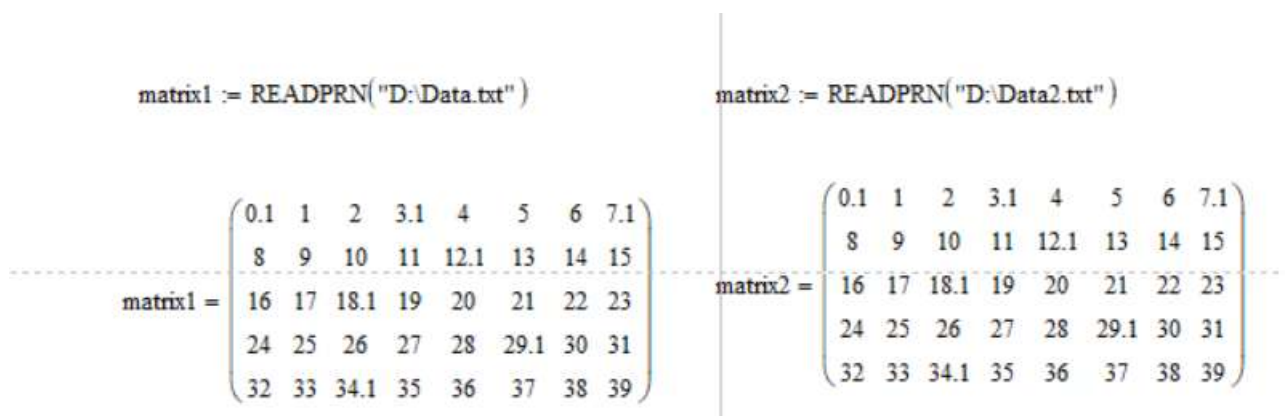 matrix1 := READPRN("D:\Data.txt")
matrix2 := READPRN("D:\Data2.txt")
matrix1 =
0.1 1 2 3.1 4 5 6 7.1
8 9 10 11 12.1 13 14 15
16 17 18.1 19 20 21 22 23
24 25 26 27 28 29.1 30 31
32 33 34.1 35 36 37 38 39
matrix2 =
0.1 1 2 3.1 4 5 6 7.1
8 9 10 11 12.1 13 14 15
16 17 18.1 19 20 21 22 23
24 25 26 27 28 29.1 30 31
32 33 34.1 35 36 37 38 39